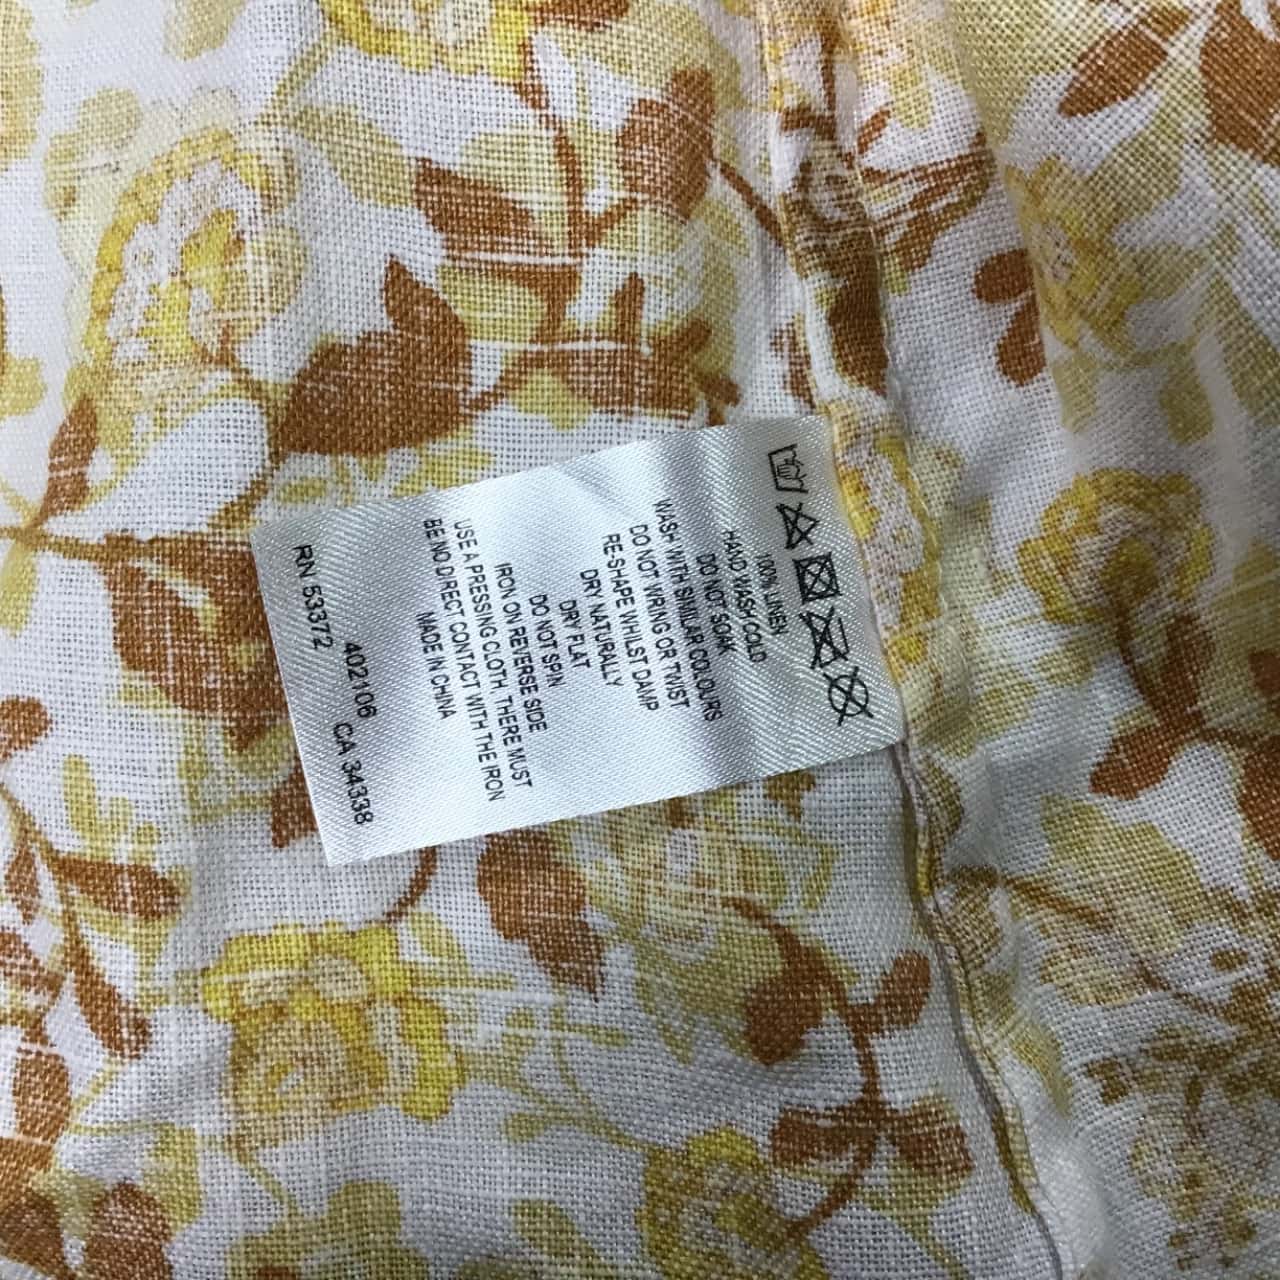 100% LINEN
HAND WASH COLD
DO NOT SOAK
WASH WITH SIMILAR COLOURS
DO NOT WRING OR TWIST
RE-SHAPE WHILST DAMP
DRY NATURALLY
DRY FLAT
DO NOT SPIN
IRON ON REVERSE SIDE
USE A PRESSING CLOTH, THERE MUST
BE NO DIRECT CONTACT WITH THE IRON
MADE IN CHINA
402106
RN 53372 CA 34338